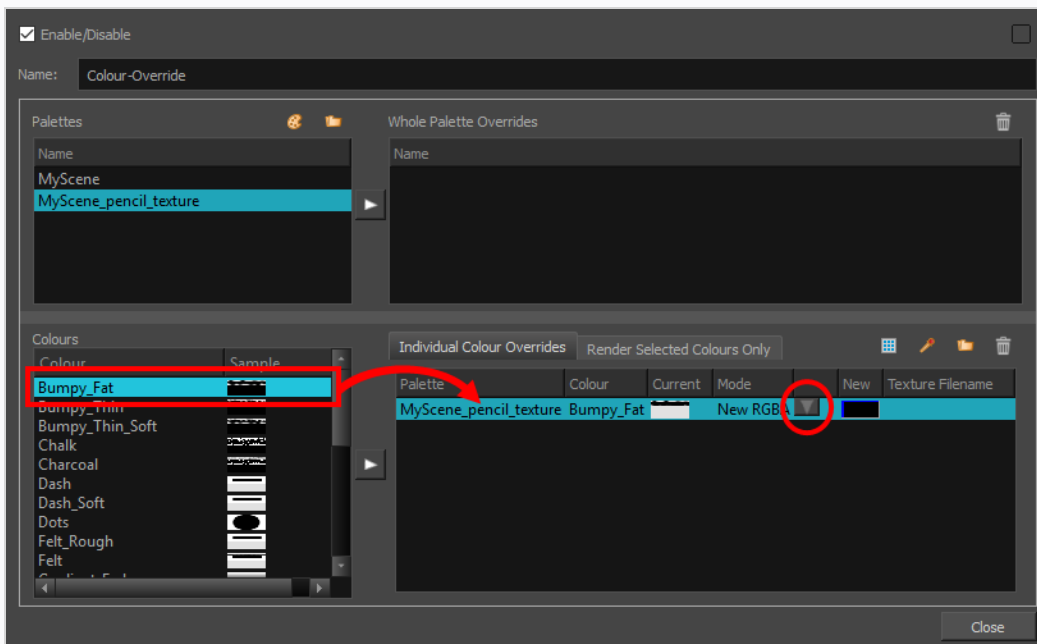 Enable/Disable
Name: Colour-Override
Palettes
Whole Palette Overrides
Name
Name
MyScene
MyScene_pencil_texture
Colours
Individual Colour Overrides
Render Selected Colours Only
Colour Sample
Palette Colour Current Mode New Texture Filename
Bumpy_Fat
MyScene_pencil_texture Bumpy_Fat New RGBA
Bumpy_Thin
Bumpy_Thin_Soft
Chalk
Charcoal
Dash
Dash_Soft
Dots
Felt_Rough
Felt
Close